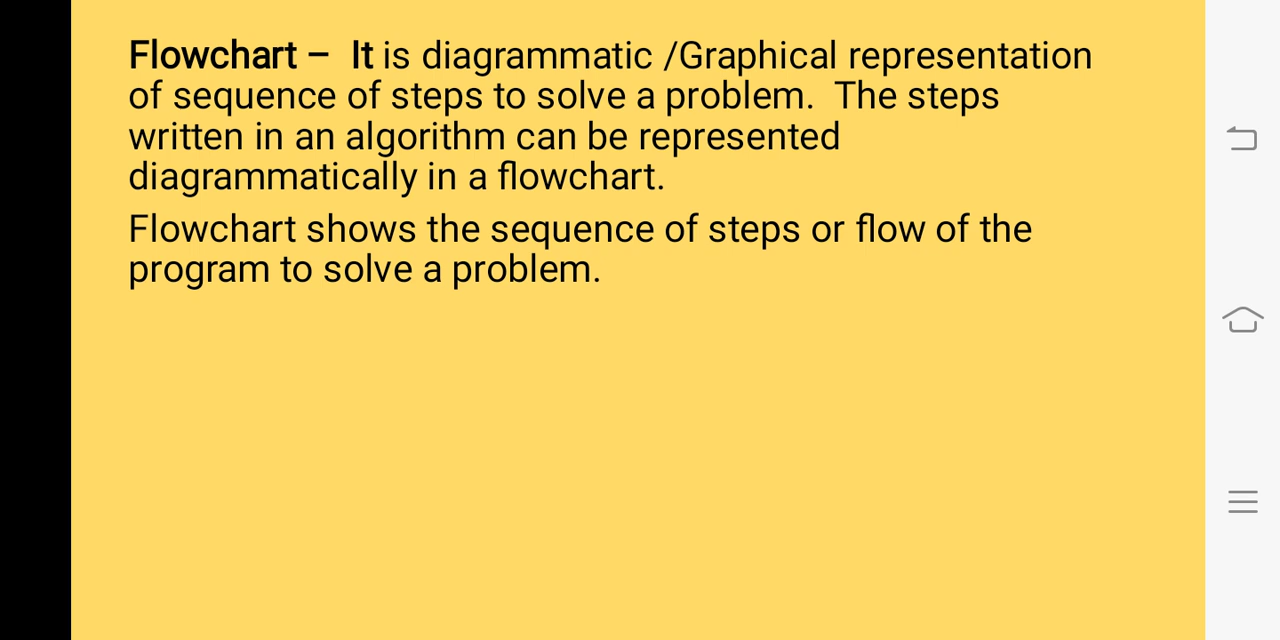 Flowchart –  It is diagrammatic /Graphical representation
of sequence of steps to solve a problem.  The steps
written in an algorithm can be represented
diagrammatically in a flowchart.
Flowchart shows the sequence of steps or flow of the
program to solve a problem.